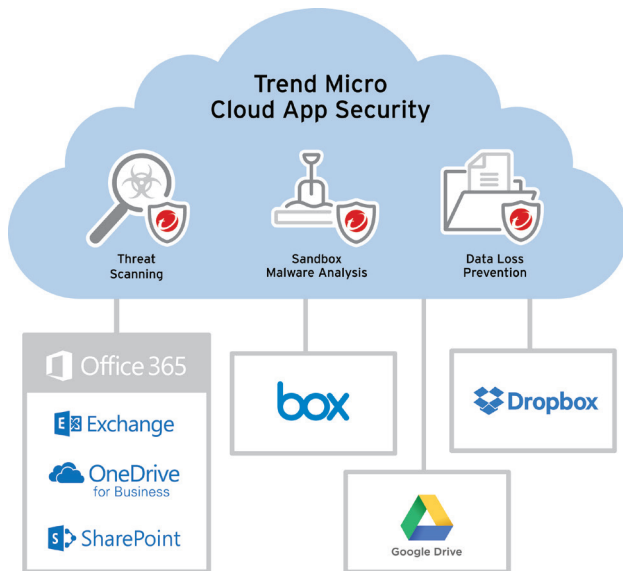 Trend Micro
Cloud App Security
Threat
Scanning
Sandbox
Malware Analysis
Data Loss
Prevention
Office 365
E Exchange
OneDrive
for Business
S SharePoint
box
Google Drive
Dropbox